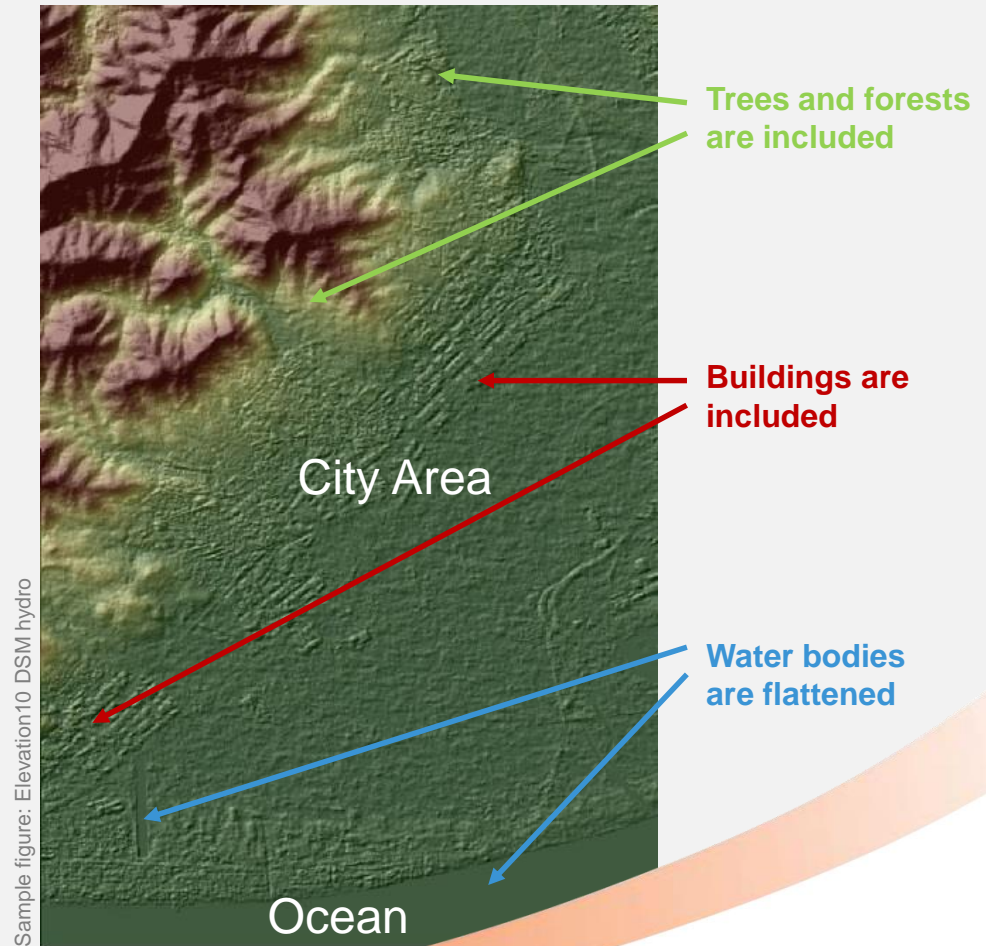 Trees and forests
are included
Buildings are
included
City Area
Water bodies
are flattened
Ocean
Sample figure: Elevation10 DSM hydro